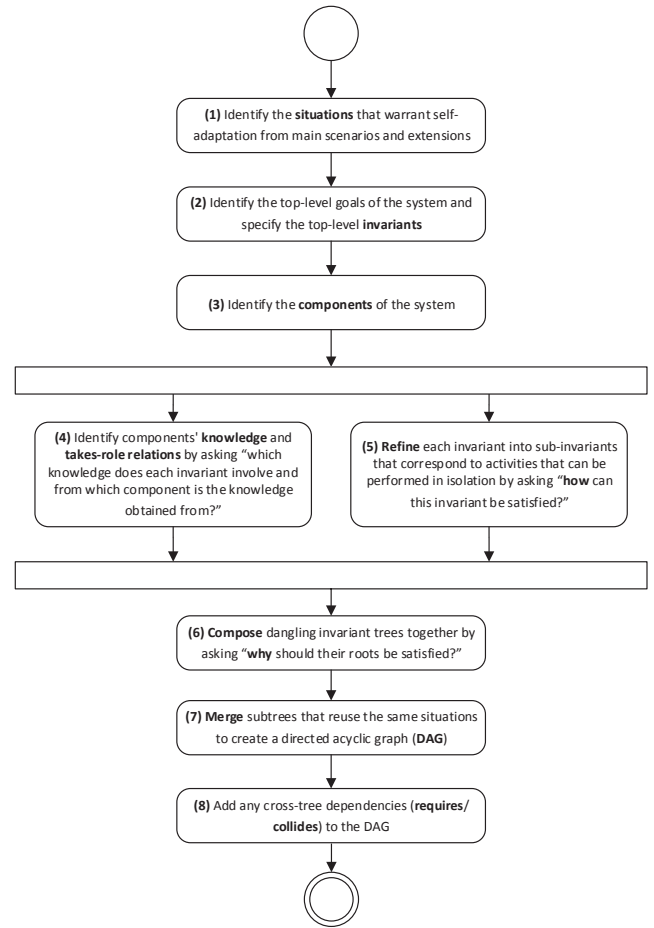 (1) Identify the situations that warrant self-
adaptation from main scenarios and extensions
(2) Identify the top-level goals of the system and
specify the top-level invariants
(3) Identify the components of the system
(4) Identify components' knowledge and
takes-role relations by asking “which
knowledge does each invariant involve and
from which component is the knowledge
obtained from?”
(5) Refine each invariant into sub-invariants
that correspond to activities that can be
performed in isolation by asking “how can
this invariant be satisfied?”
(6) Compose dangling invariant trees together by
asking “why should their roots be satisfied?”
(7) Merge subtrees that reuse the same situations
to create a directed acyclic graph (DAG)
(8) Add any cross-tree dependencies (requires/
collides) to the DAG